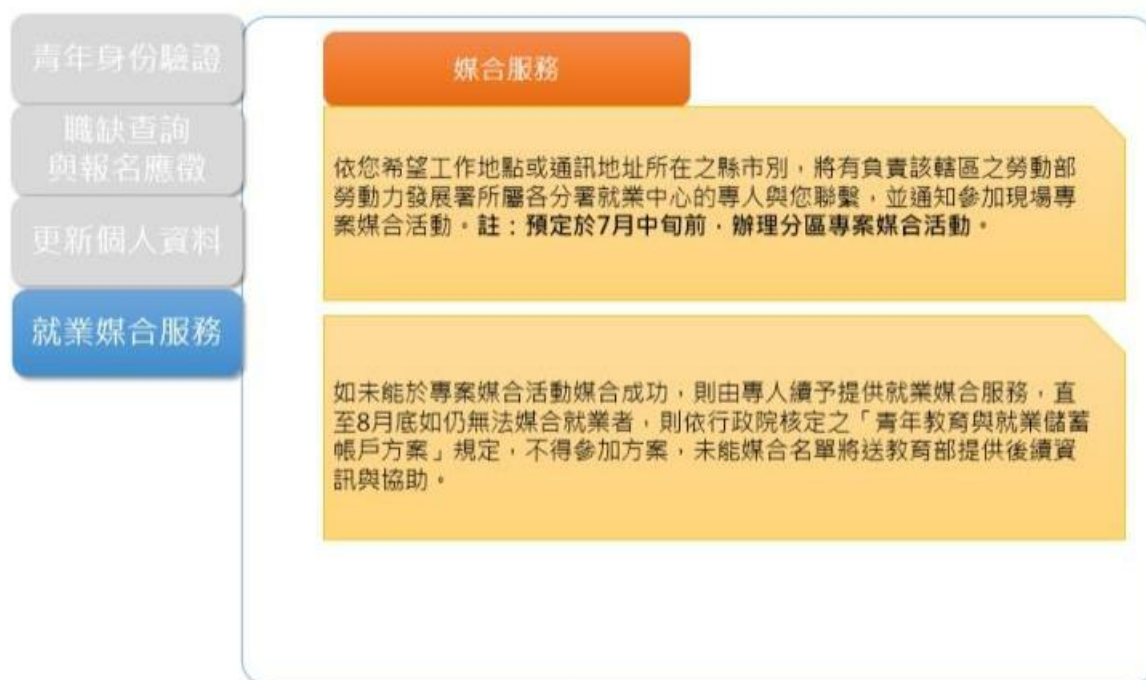 青年身份驗證
職缺查詢
與報名應徵
更新個人資料
就業媒合服務
媒合服務
依您希望工作地點或通訊地址所在之縣市別，將有負責該轄區之勞動部
勞動力發展署所屬各分署就業中心的專人與您聯繫，並通知參加現場專
案媒合活動。註：預定於7月中旬前，辦理分區專案媒合活動。
如未能於專案媒合活動媒合成功，則由專人續予提供就業媒合服務，直
至8月底如仍無法媒合就業者，則依行政院核定之「青年教育與就業儲蓄
帳戶方案」規定，不得參加方案，未能媒合名單將送教育部提供後續資
訊與協助。